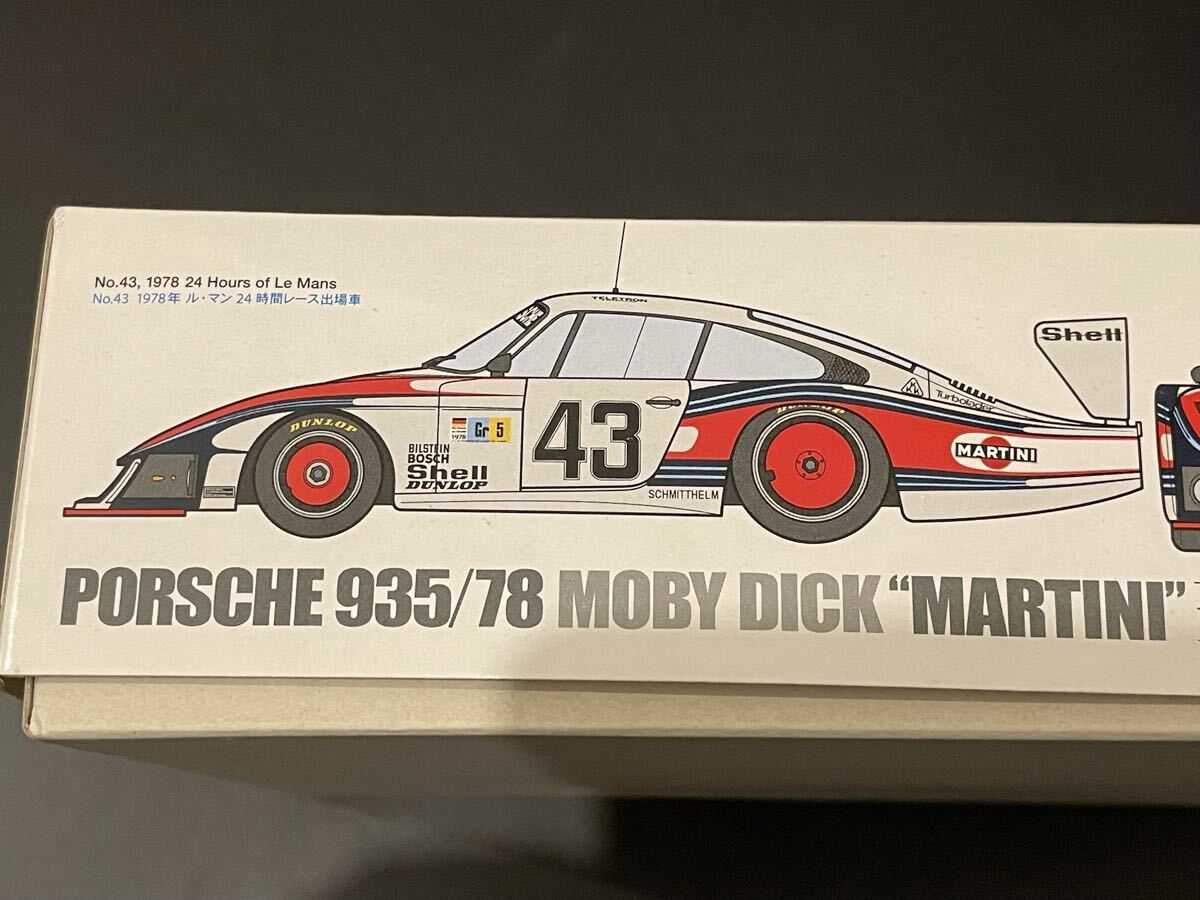 No.43, 1978 24 Hours of Le Mans
No.43 1978年 ル・マン 24 時間レース出場車
TELETRON
Shell
KKK
Turbolader
DUNLOP
1978 Gr 5
43
BILSTEIN
BOSCH
Shell
DUNLOP
MARTINI
SCHMITTHELM
PORSCHE 935/78 MOBY DICK “MARTINI”